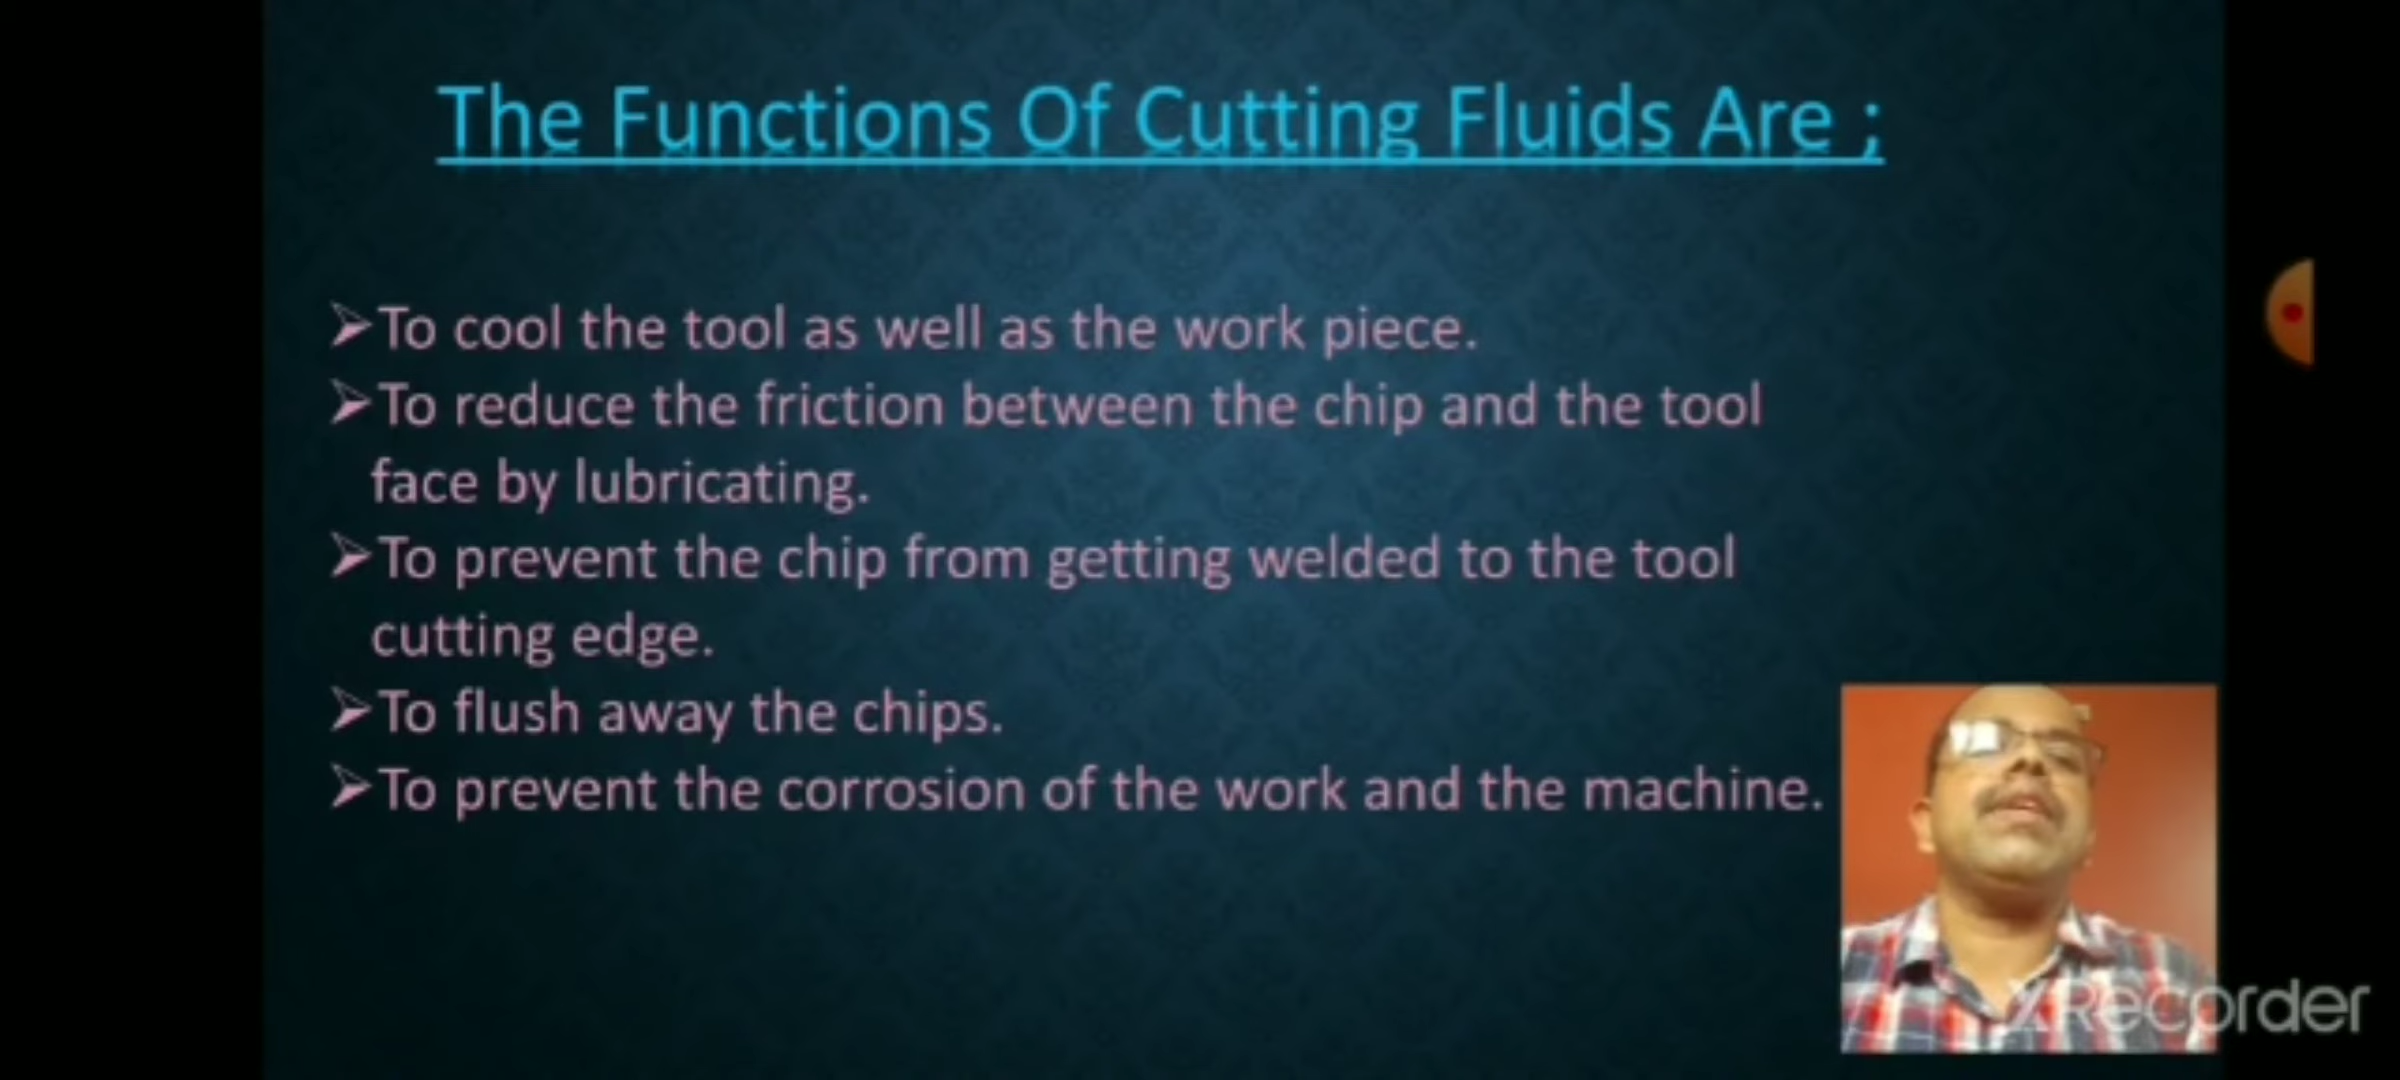 The Functions Of Cutting Fluids Are ;
➢To cool the tool as well as the work piece.
➢To reduce the friction between the chip and the tool
face by lubricating.
➢To prevent the chip from getting welded to the tool
cutting edge.
➢To flush away the chips.
➢To prevent the corrosion of the work and the machine.
XRecorder